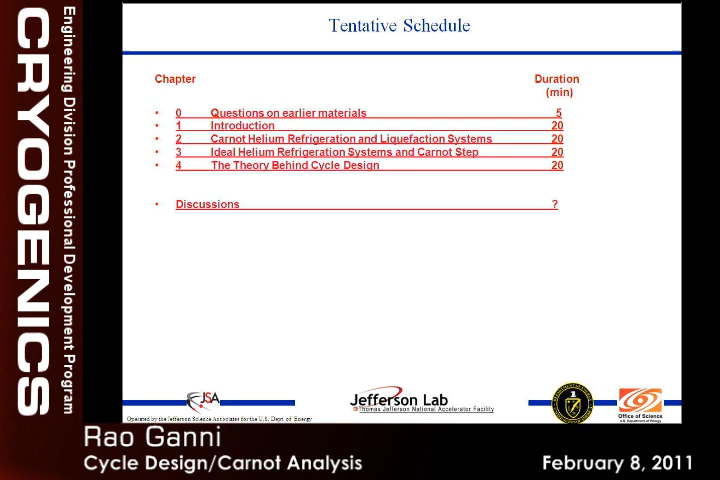 CRYOGENICS
Engineering Division Professional Development Program
Tentative Schedule
Chapter Duration
(min)
• 0 Questions on earlier materials 5
• 1 Introduction 20
• 2 Carnot Helium Refrigeration and Liquefaction Systems 20
• 3 Ideal Helium Refrigeration Systems and Carnot Step 20
• 4 The Theory Behind Cycle Design 20
• Discussions ?
JSA
Jefferson Lab
Thomas Jefferson National Accelerator Facility
Office of Science
U.S. Department of Energy
Operated by the Jefferson Science Associates for the U.S. Dept. of Energy
Rao Ganni
Cycle Design/Carnot Analysis February 8, 2011